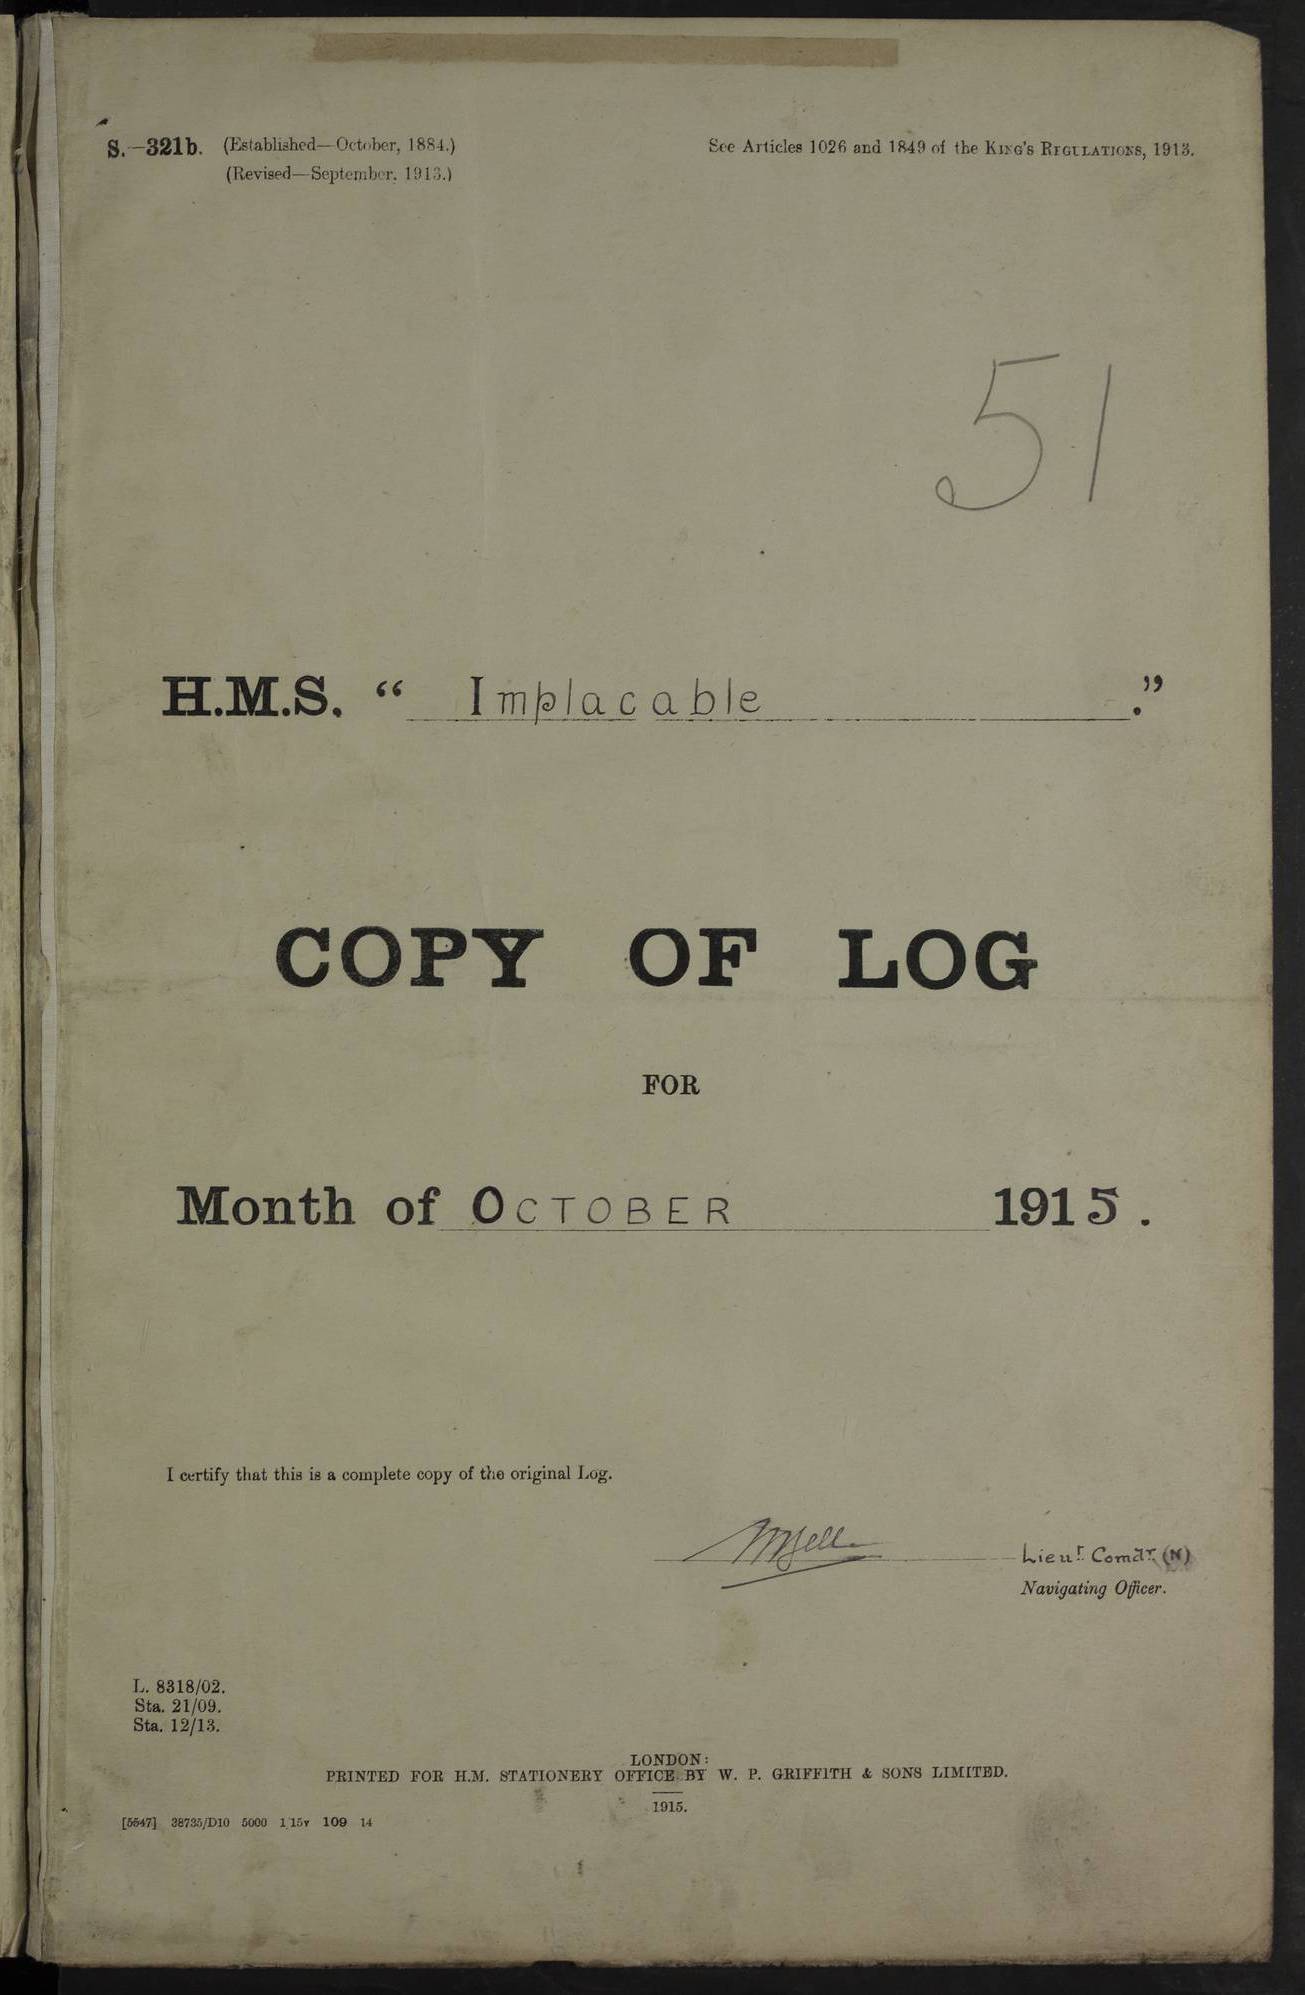 S.—321b. (Established—October, 1884.)
(Revised—September, 1913.)
See Articles 1026 and 1849 of the KING'S REGULATIONS, 1913.
51
H.M.S. “ Implacable .”
COPY OF LOG
FOR
Month of OCTOBER 1915.
I certify that this is a complete copy of the original Log.
Lieutr. Comdr. (N)
Navigating Officer.
L. 8318/02.
Sta. 21/09.
Sta. 12/13.
LONDON:
PRINTED FOR H.M. STATIONERY OFFICE BY W. P. GRIFFITH & SONS LIMITED.
1915.
[5547] 38735/D10 5000 1 15v 109 14